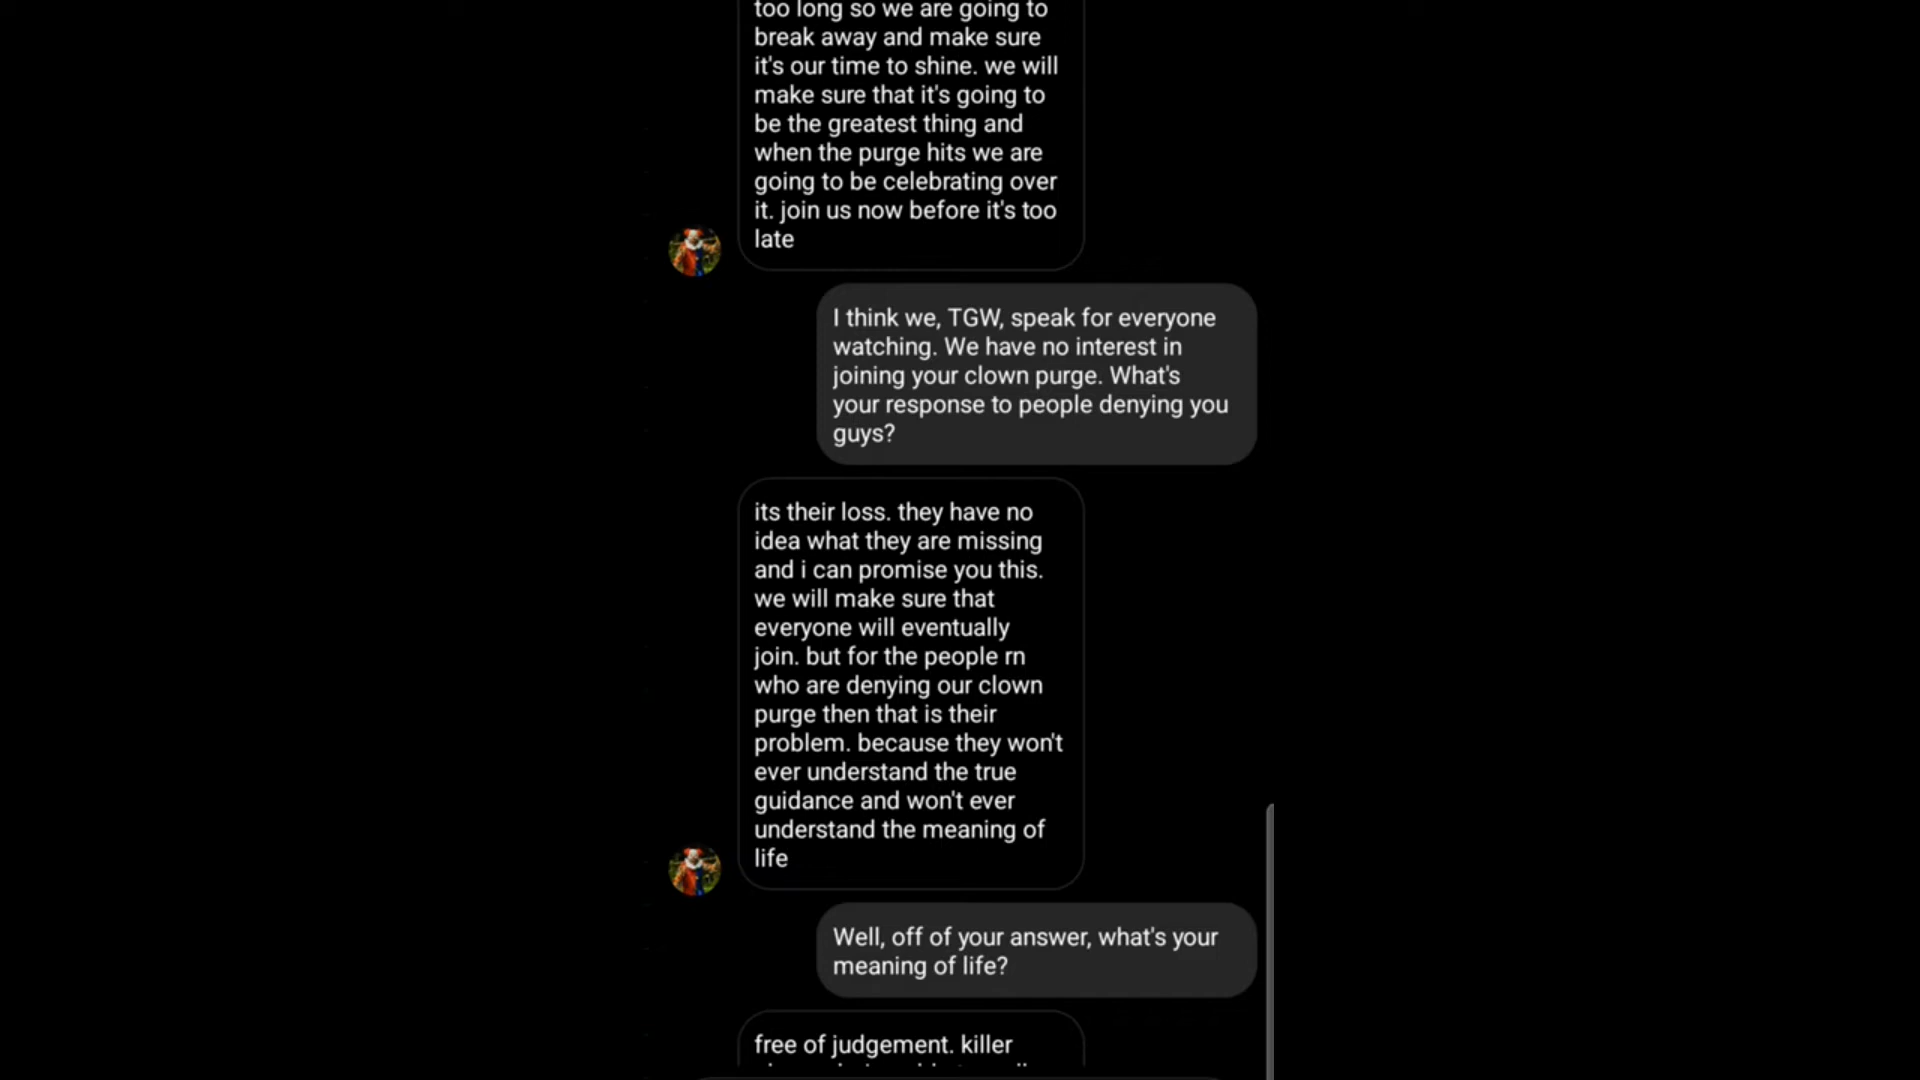 too long so we are going to
break away and make sure
it's our time to shine. we will
make sure that it's going to
be the greatest thing and
when the purge hits we are
going to be celebrating over
it. join us now before it's too
late
I think we, TGW, speak for everyone
watching. We have no interest in
joining your clown purge. What's
your response to people denying you
guys?
its their loss. they have no
idea what they are missing
and i can promise you this.
we will make sure that
everyone will eventually
join. but for the people rn
who are denying our clown
purge then that is their
problem. because they won't
ever understand the true
guidance and won't ever
understand the meaning of
life
Well, off of your answer, what's your
meaning of life?
free of judgement. killer